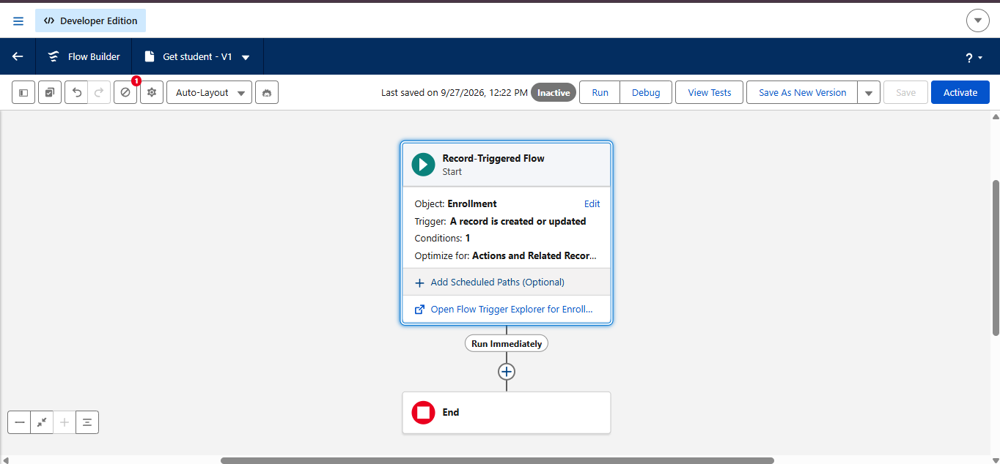 Developer Edition
Flow Builder
Get student - V1
?
1
Auto-Layout
Last saved on 9/27/2026, 12:22 PM
Inactive
Run
Debug
View Tests
Save As New Version
Save
Activate
Record-Triggered Flow
Start
Object: Enrollment
Edit
Trigger: A record is created or updated
Conditions: 1
Optimize for: Actions and Related Recor...
Add Scheduled Paths (Optional)
Open Flow Trigger Explorer for Enroll...
Run Immediately
End